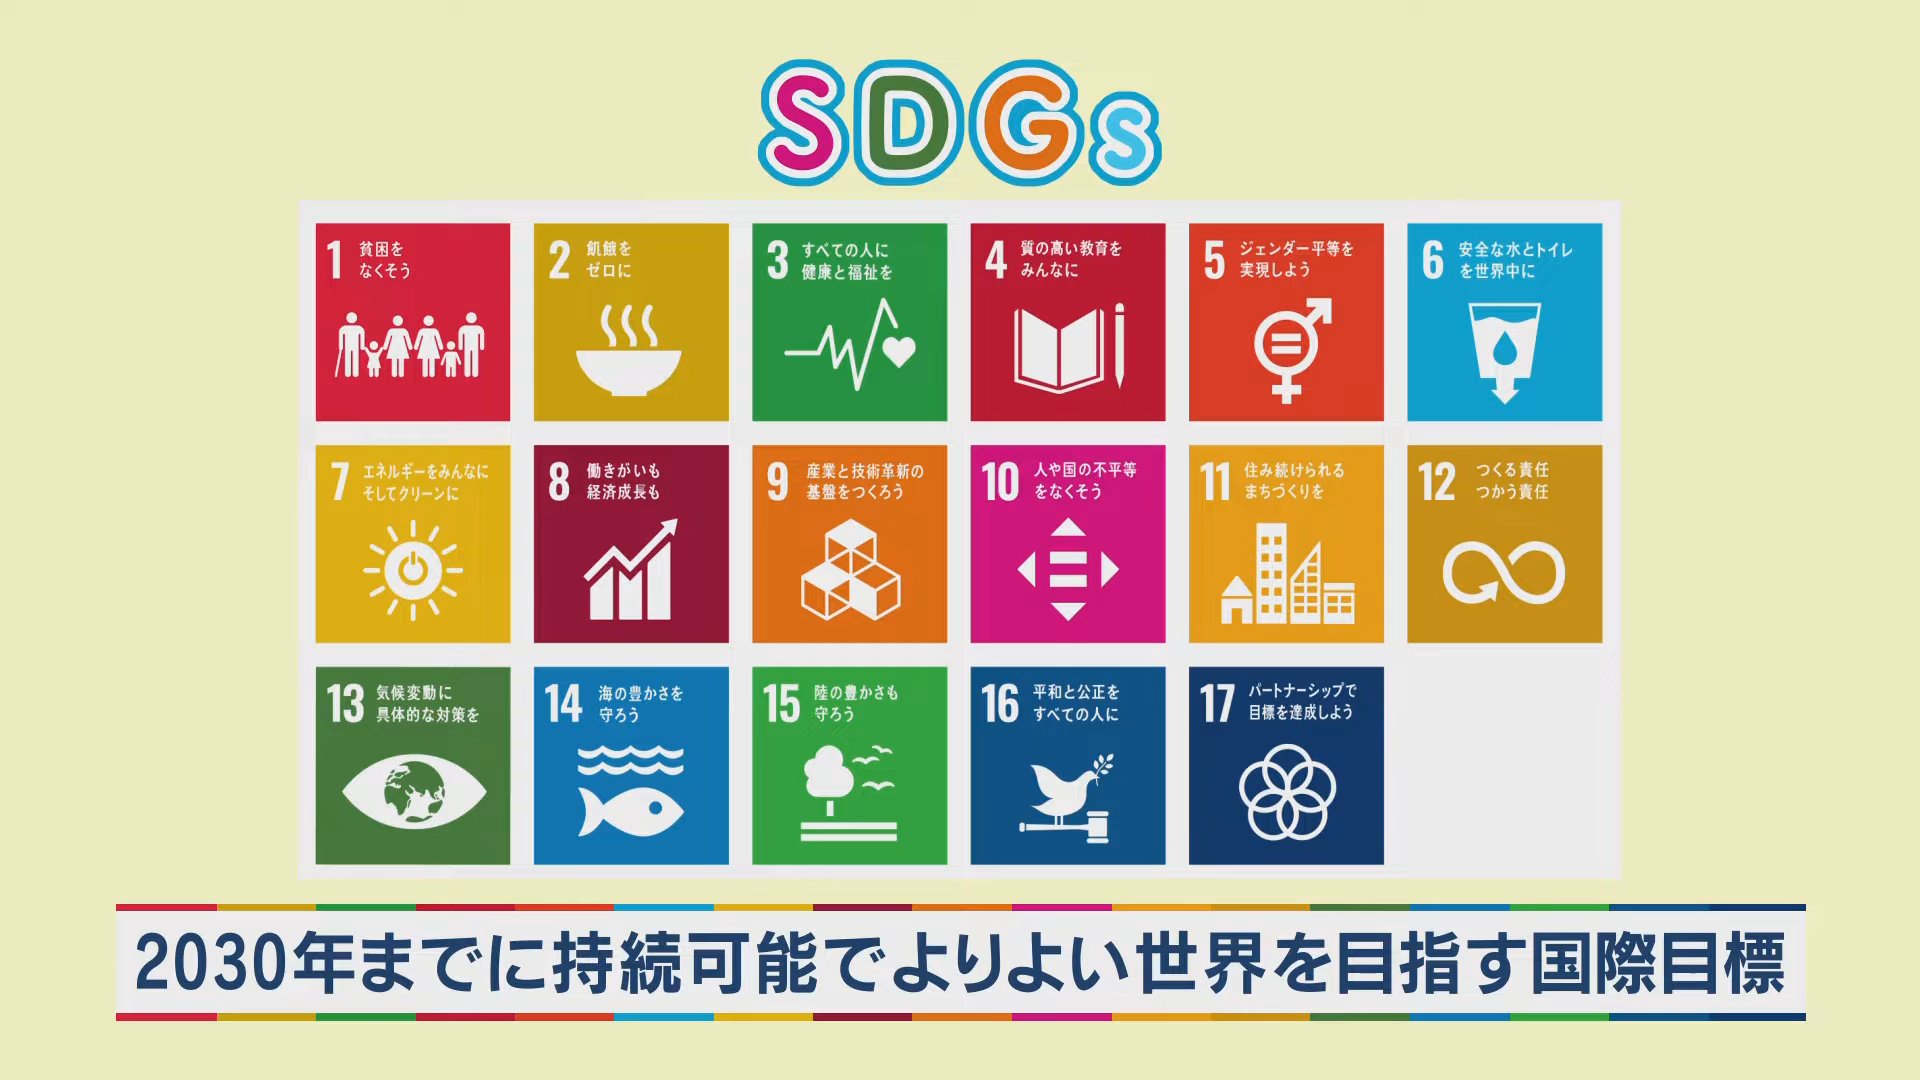 SDGs
1 貧困を
なくそう
2 飢餓を
ゼロに
3 すべての人に
健康と福祉を
4 質の高い教育を
みんなに
5 ジェンダー平等を
実現しよう
6 安全な水とトイレ
を世界中に
7 エネルギーをみんなに
そしてクリーンに
8 働きがいも
経済成長も
9 産業と技術革新の
基盤をつくろう
10 人や国の不平等
をなくそう
11 住み続けられる
まちづくりを
12 つくる責任
つかう責任
13 気候変動に
具体的な対策を
14 海の豊かさを
守ろう
15 陸の豊かさも
守ろう
16 平和と公正を
すべての人に
17 パートナーシップで
目標を達成しよう
2030年までに持続可能でよりよい世界を目指す国際目標